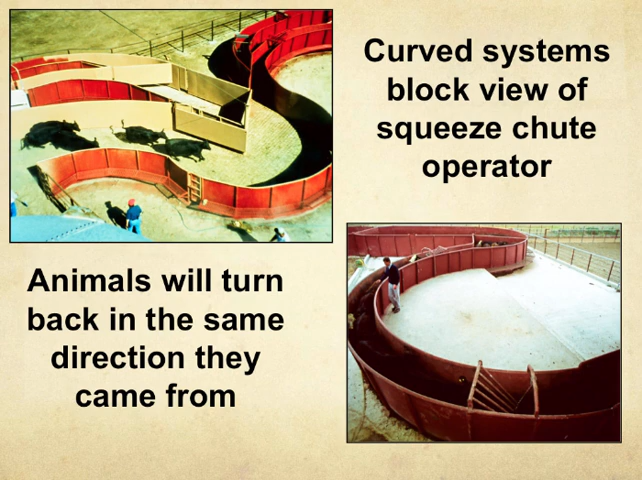 Curved systems
block view of
squeeze chute
operator
Animals will turn
back in the same
direction they
came from